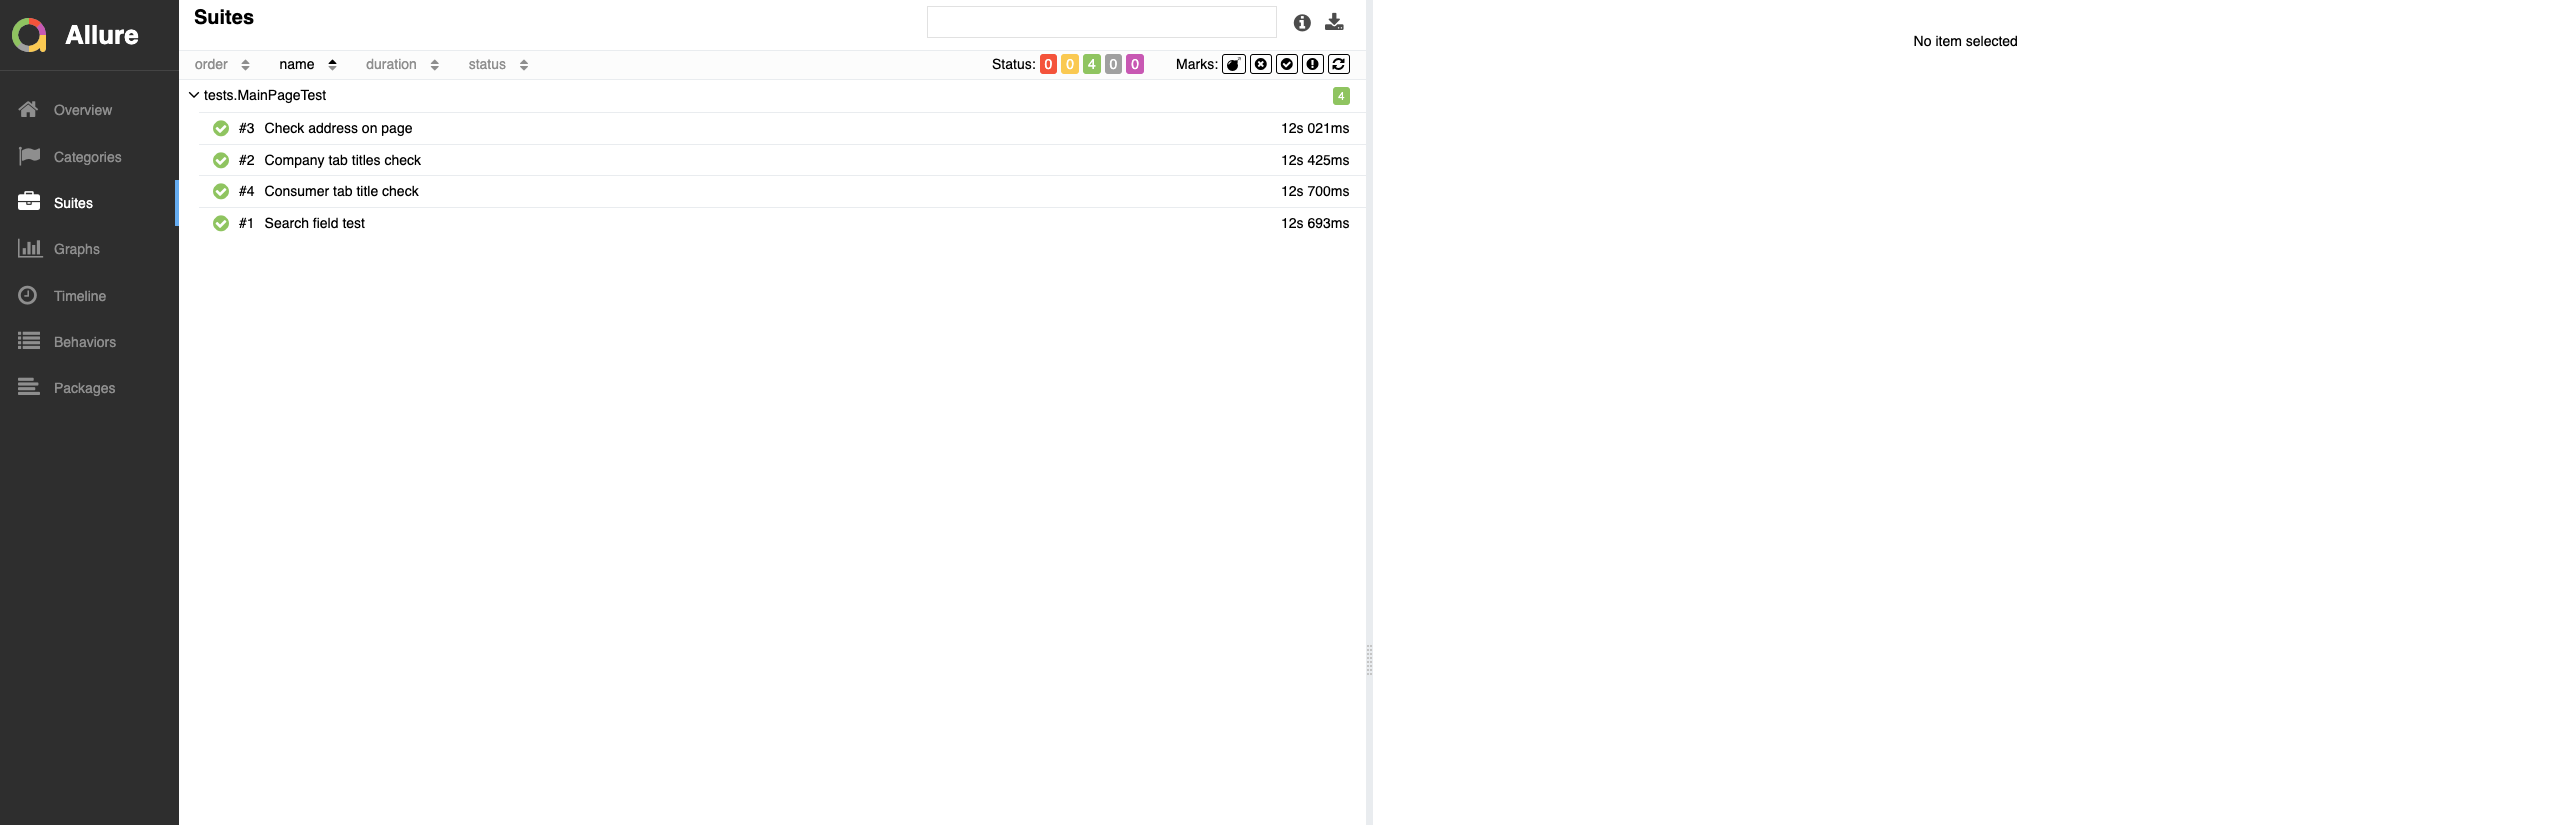 Allure
Overview
Categories
Suites
Graphs
Timeline
Behaviors
Packages
Suites
order name duration status Status: 0 0 4 0 0 Marks:
tests.MainPageTest 4
#3 Check address on page 12s 021ms
#2 Company tab titles check 12s 425ms
#4 Consumer tab title check 12s 700ms
#1 Search field test 12s 693ms
No item selected